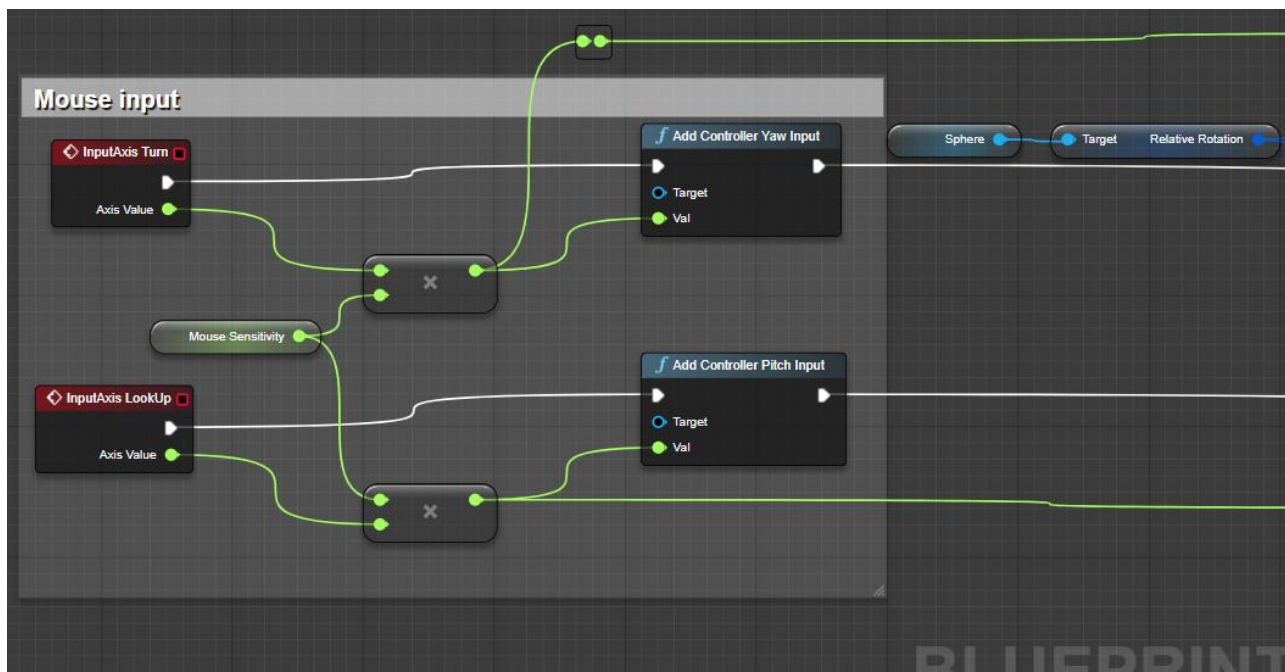 Mouse input
InputAxis Turn
Axis Value
Add Controller Yaw Input
Target
Val
Sphere
Target
Relative Rotation
Mouse Sensitivity
InputAxis LookUp
Axis Value
Add Controller Pitch Input
Target
Val
BLUEPRINT